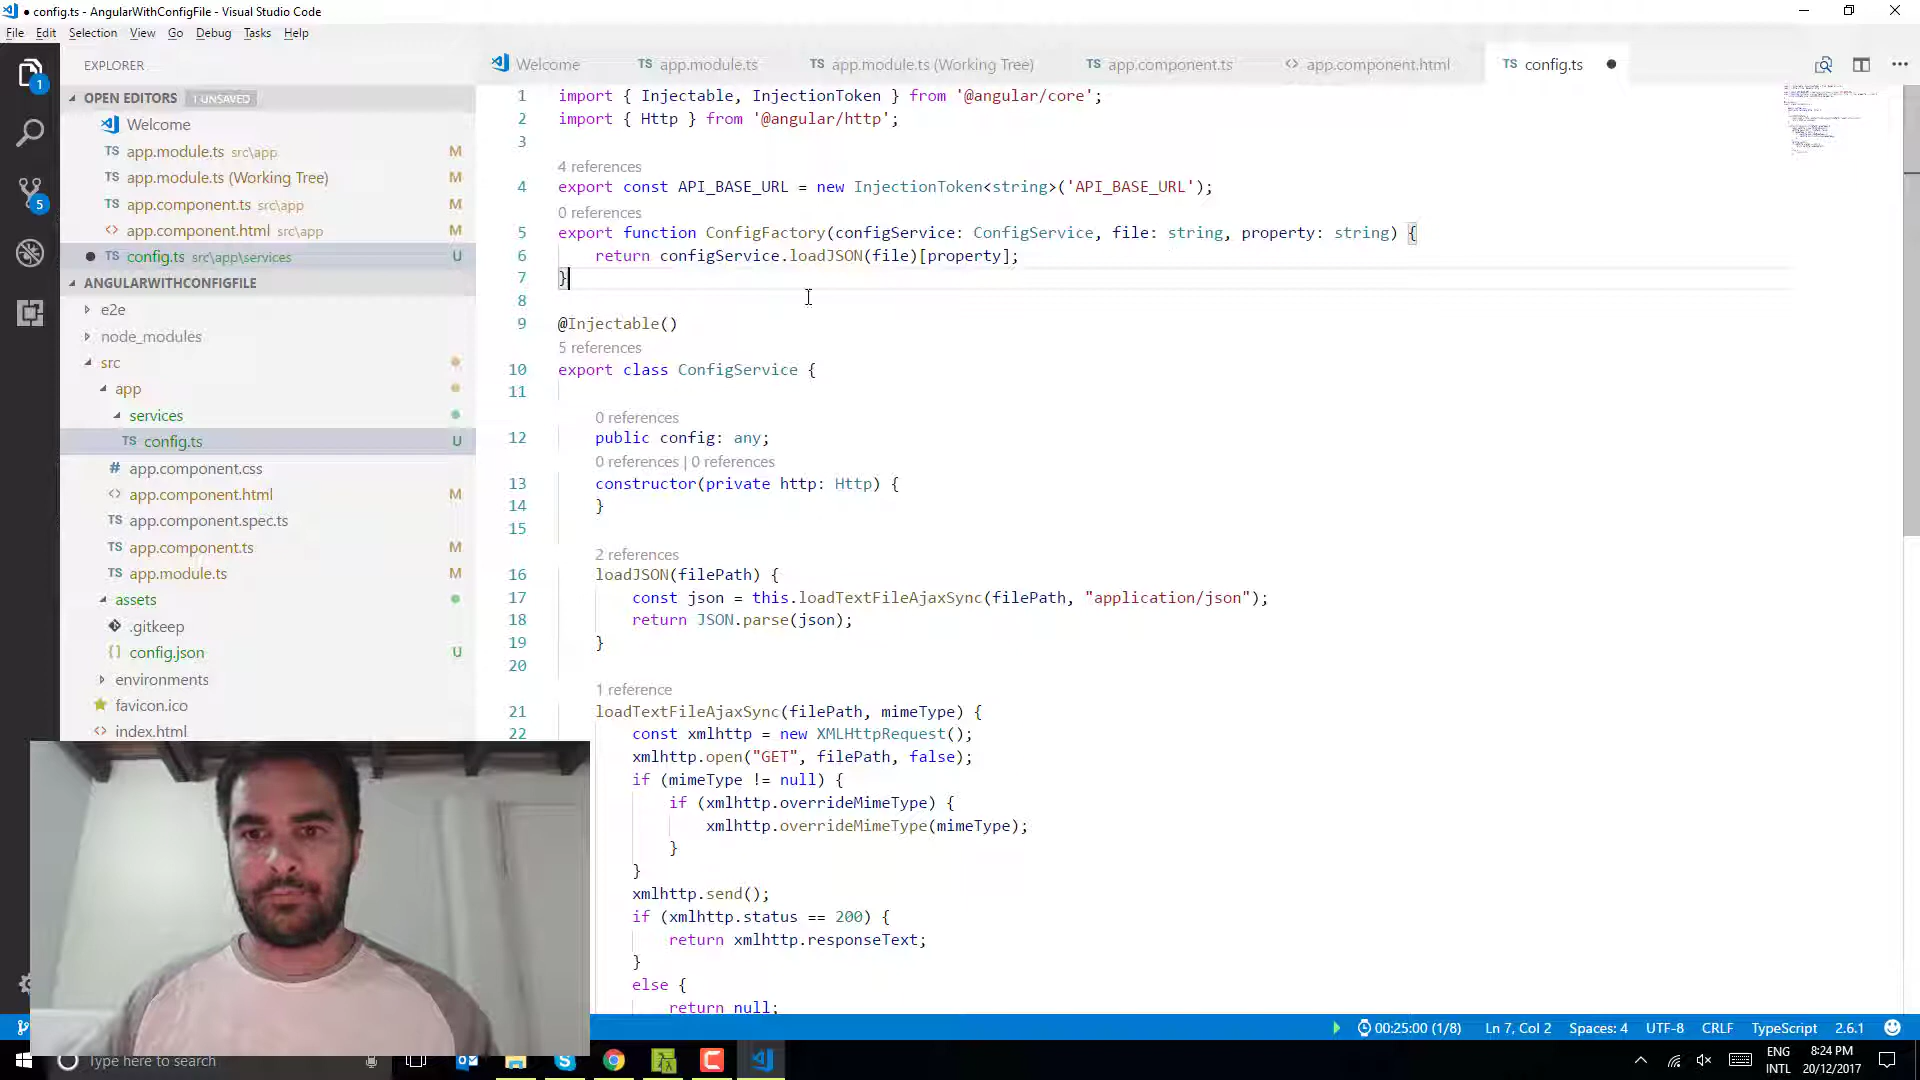 config.ts - AngularWithConfigFile - Visual Studio Code
File Edit Selection View Go Debug Tasks Help
EXPLORER
OPEN EDITORS 1 UNSAVED
Welcome
TS app.module.ts src\app M
TS app.module.ts (Working Tree) M
TS app.component.ts src\app M
<> app.component.html src\app M
config.ts src\app\services U
ANGULARWITHCONFIGFILE
e2e
node_modules
src
app
services
TS config.ts U
# app.component.css
<> app.component.html M
TS app.component.spec.ts
TS app.component.ts M
TS app.module.ts M
assets
.gitkeep
{} config.json U
environments
favicon.ico
<> index.html
1
5
Welcome TS app.module.ts TS app.module.ts (Working Tree) TS app.component.ts <> app.component.html TS config.ts
1 import { Injectable, InjectionToken } from '@angular/core';
2 import { Http } from '@angular/http';
3
4 references
4 export const API_BASE_URL = new InjectionToken<string>('API_BASE_URL');
0 references
5 export function ConfigFactory(configService: ConfigService, file: string, property: string) {
6 return configService.loadJSON(file)[property];
7 }
8
9 @Injectable()
5 references
10 export class ConfigService {
11
0 references
12 public config: any;
0 references | 0 references
13 constructor(private http: Http) {
14 }
15
2 references
16 loadJSON(filePath) {
17 const json = this.loadTextFileAjaxSync(filePath, "application/json");
18 return JSON.parse(json);
19 }
20
1 reference
21 loadTextFileAjaxSync(filePath, mimeType) {
22 const xmlhttp = new XMLHttpRequest();
xmlhttp.open("GET", filePath, false);
if (mimeType != null) {
if (xmlhttp.overrideMimeType) {
xmlhttp.overrideMimeType(mimeType);
}
}
xmlhttp.send();
if (xmlhttp.status == 200) {
return xmlhttp.responseText;
}
else {
return null;
00:25:00 (1/8) Ln 7, Col 2 Spaces: 4 UTF-8 CRLF TypeScript 2.6.1
Type here to search
ENG
INTL
8:24 PM
20/12/2017